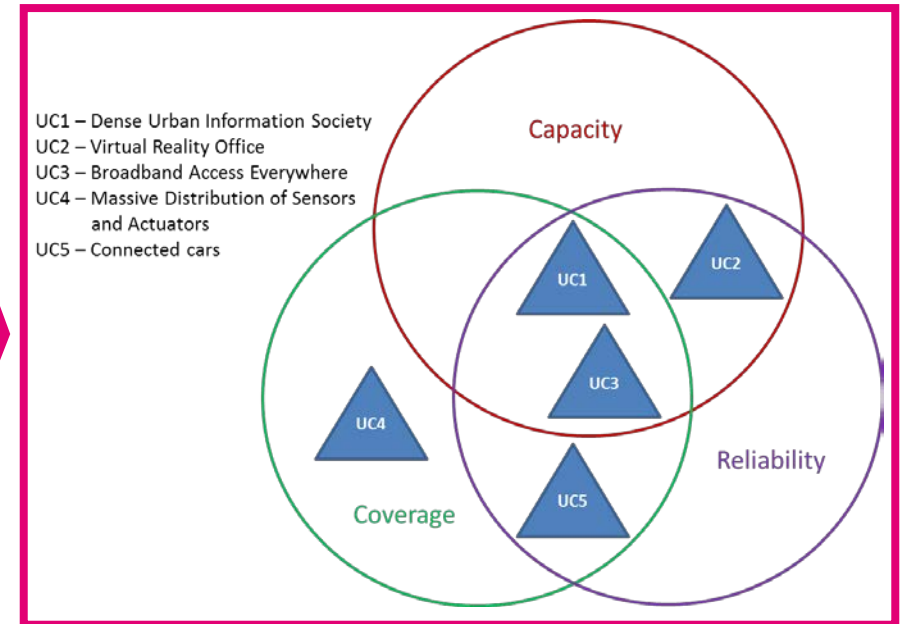 UC1 – Dense Urban Information Society
UC2 – Virtual Reality Office
UC3 – Broadband Access Everywhere
UC4 – Massive Distribution of Sensors
and Actuators
UC5 – Connected cars
Capacity
UC1
UC2
UC3
UC4
UC5
Reliability
Coverage